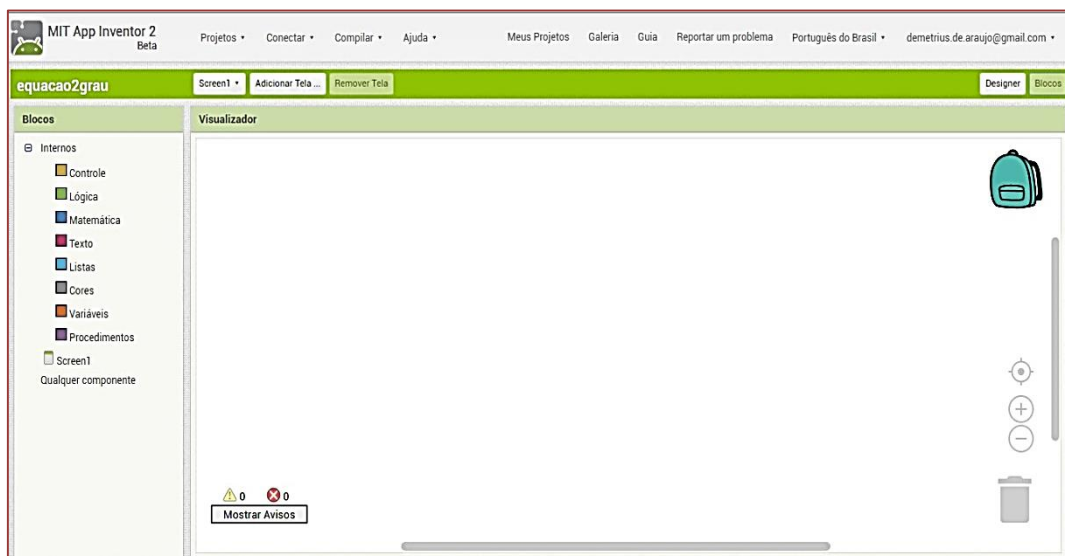 MIT App Inventor 2
Beta
Projetos Conectar Compilar Ajuda Meus Projetos Galeria Guia Reportar um problema Português do Brasil demetrius.de.araujo@gmail.com
equacao2grau Screen1 Adicionar Tela ... Remover Tela Designer Blocos
Blocos Visualizador
Internos
Controle
Lógica
Matemática
Texto
Listas
Cores
Variáveis
Procedimentos
Screen1
Qualquer componente
0 0
Mostrar Avisos